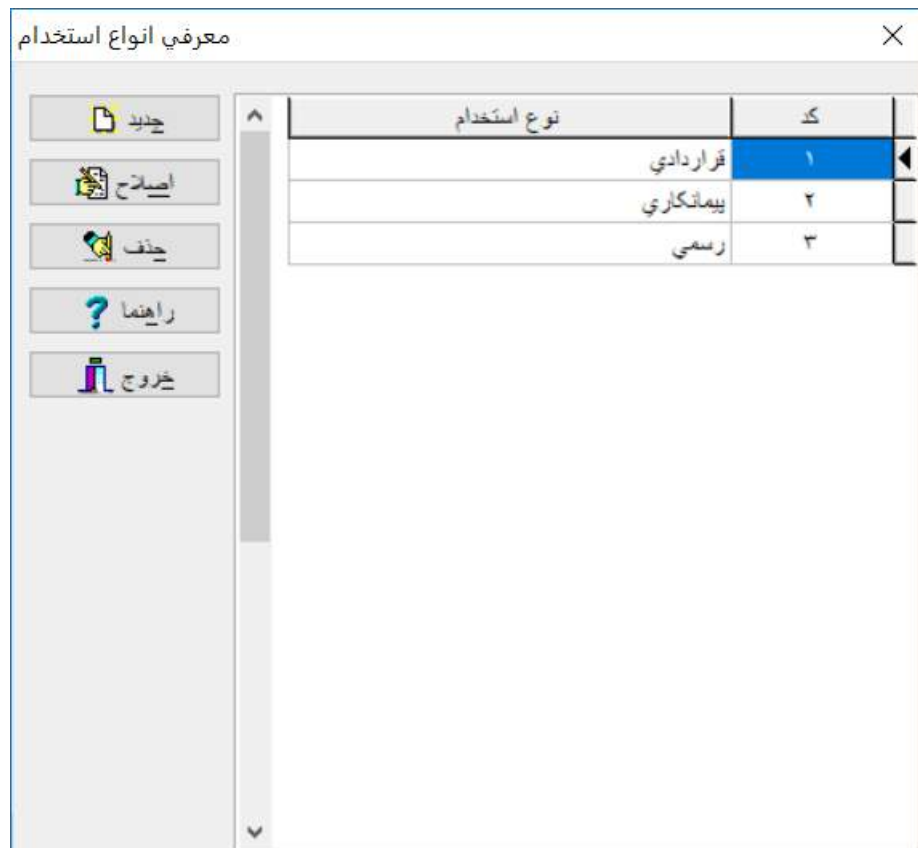 معرفي انواع استخدام
کد نوع استخدام
۱ قراردادي
۲ پيمانکاري
۳ رسمي
جديد
اصلاح
حذف
راهنما
خروج